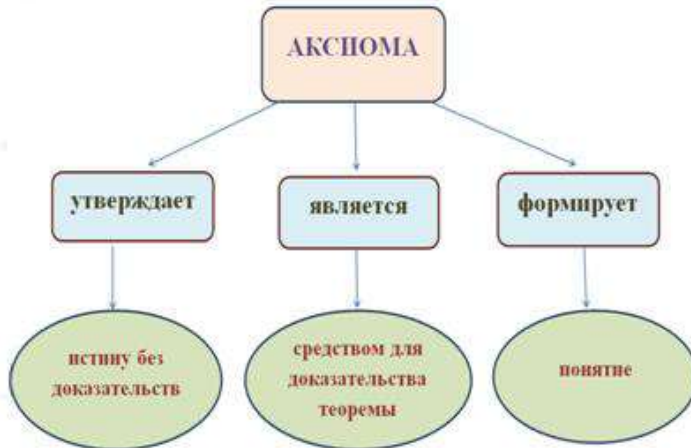 АКСИОМА
утверждает
является
формирует
истину без
доказательств
средством для
доказательства
теоремы
понятие